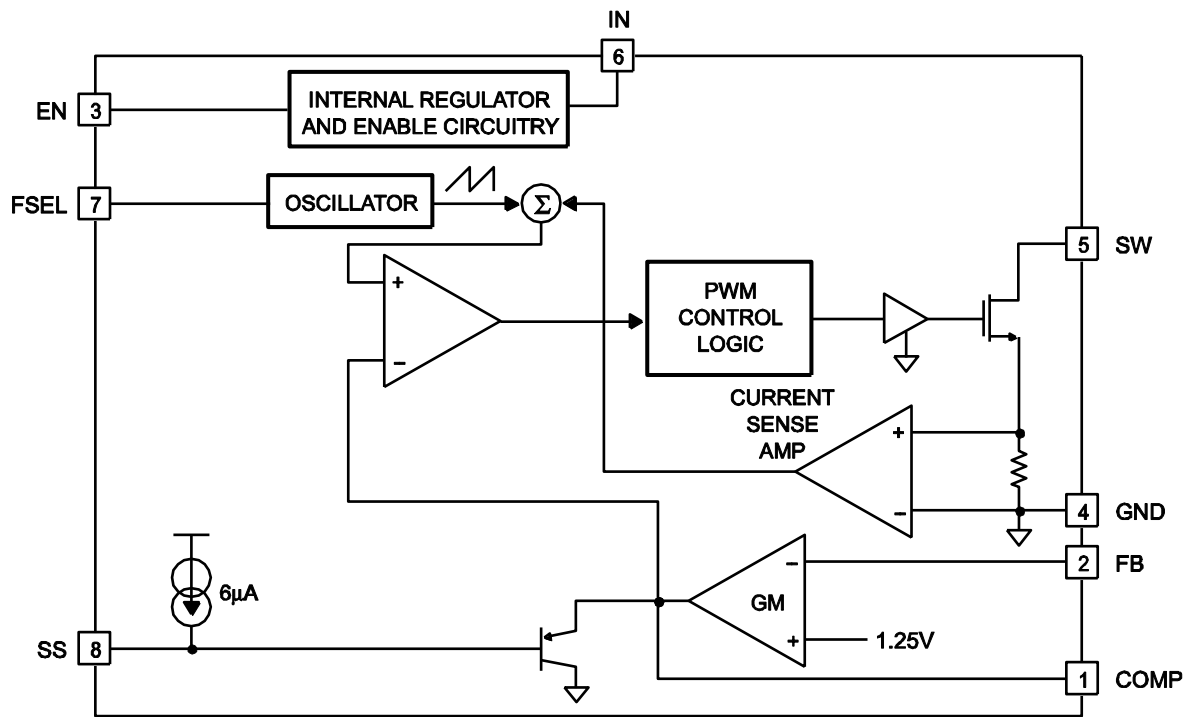 IN
6
INTERNAL REGULATOR
AND ENABLE CIRCUITRY
EN
3
FSEL
7
OSCILLATOR
Σ
5
SW
+
−
PWM
CONTROL
LOGIC
CURRENT
SENSE
AMP
+
−
4
GND
2
FB
−
GM
+
1.25V
6μA
SS
8
1
COMP